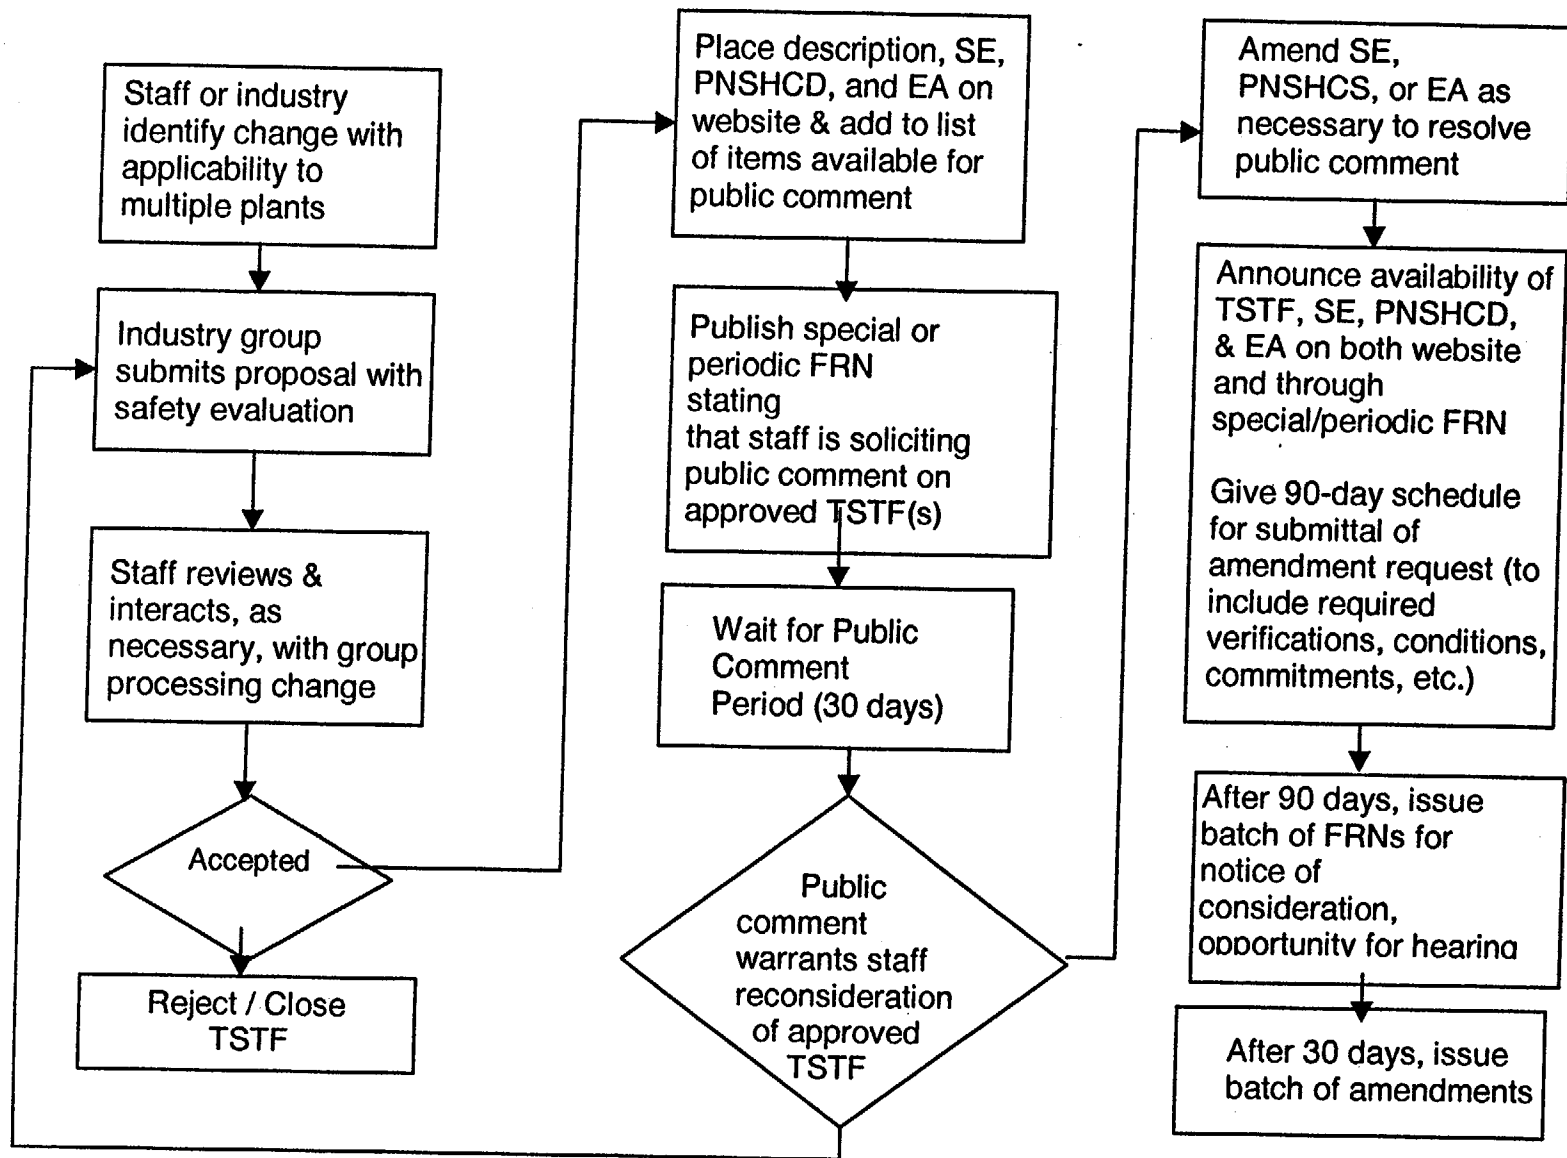 Staff or industry
identify change with
applicability to
multiple plants
Industry group
submits proposal with
safety evaluation
Staff reviews &
interacts, as
necessary, with group
processing change
Accepted
Reject / Close
TSTF
Place description, SE,
PNSHCD, and EA on
website & add to list
of items available for
public comment
Publish special or
periodic FRN
stating
that staff is soliciting
public comment on
approved TSTF(s)
Wait for Public
Comment
Period (30 days)
Public
comment
warrants staff
reconsideration
of approved
TSTF
Amend SE,
PNSHCS, or EA as
necessary to resolve
public comment
Announce availability of
TSTF, SE, PNSHCD,
& EA on both website
and through
special/periodic FRN
Give 90-day schedule
for submittal of
amendment request (to
include required
verifications, conditions,
commitments, etc.)
After 90 days, issue
batch of FRNs for
notice of
consideration,
opportunity for hearing
After 30 days, issue
batch of amendments